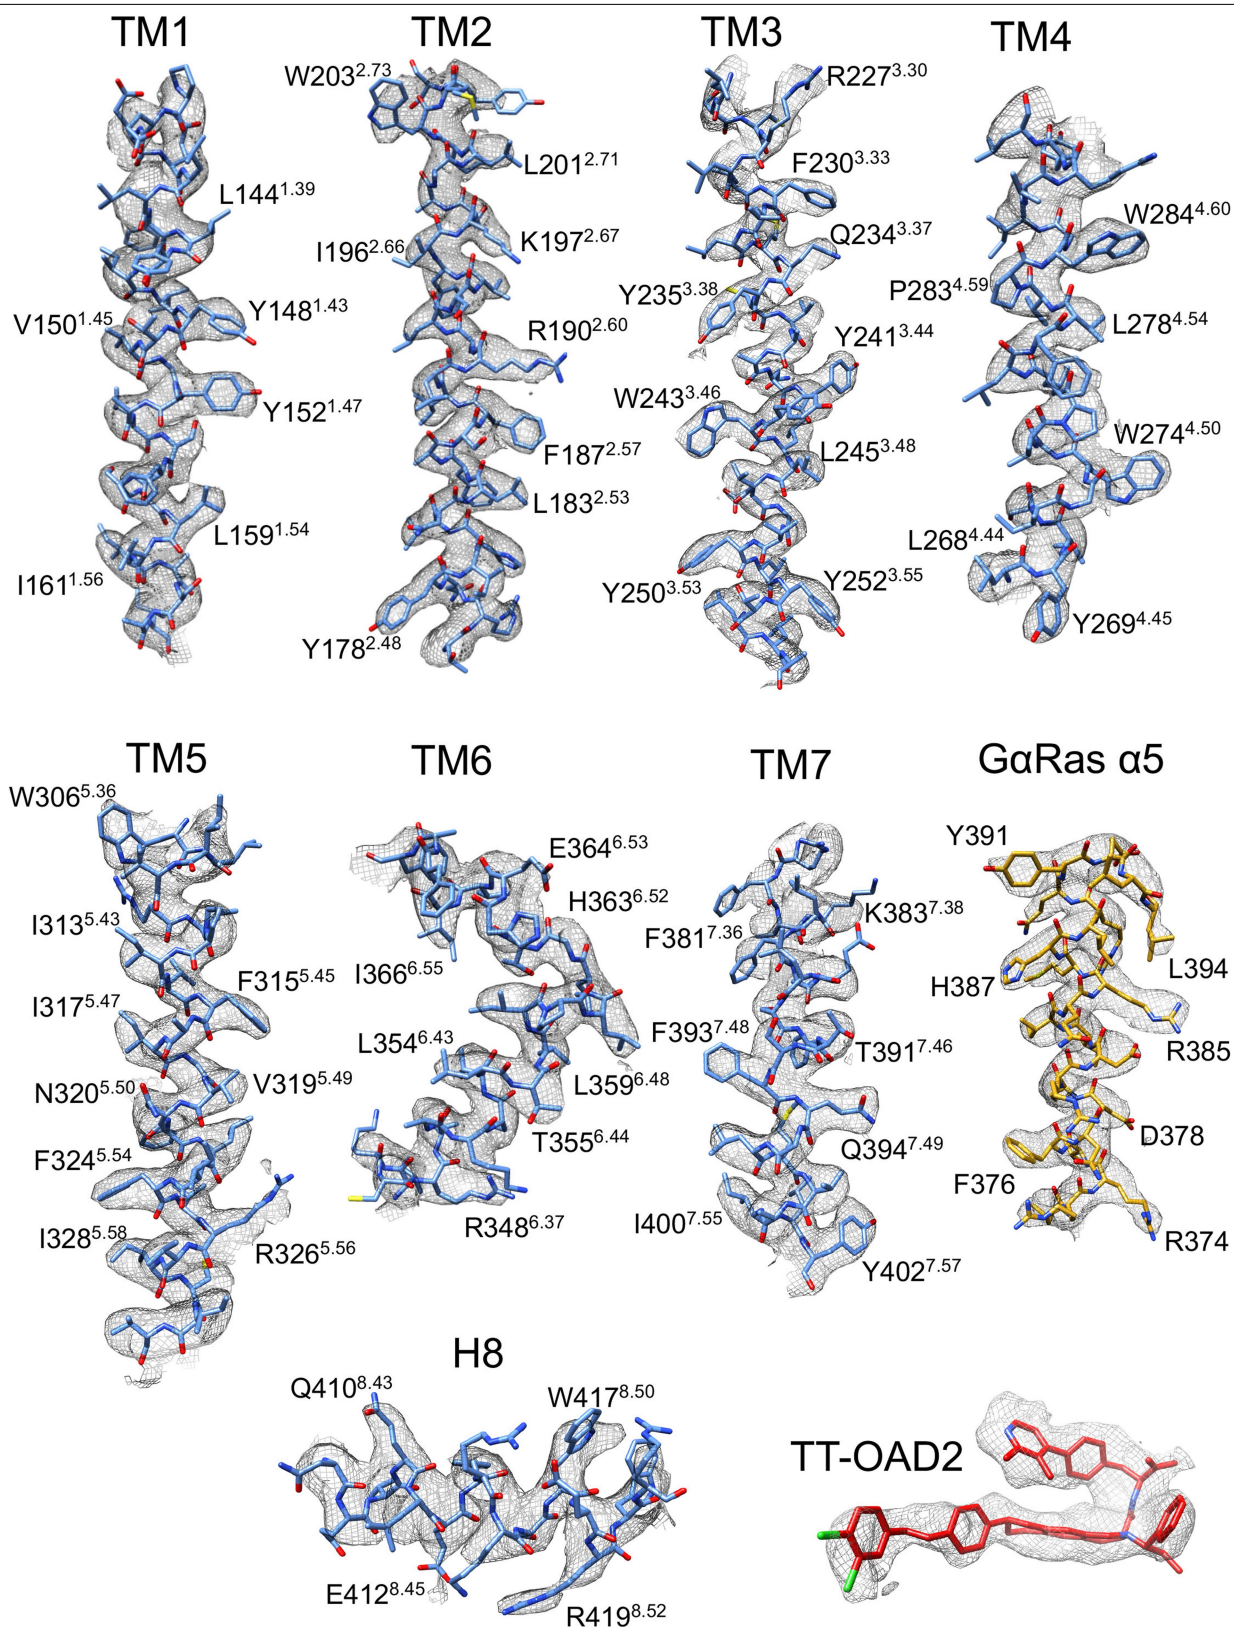 TM1
L144^1.39
Y148^1.43
V150^1.45
Y152^1.47
L159^1.54
I161^1.56
TM2
W203^2.73
L201^2.71
K197^2.67
I196^2.66
R190^2.60
F187^2.57
L183^2.53
Y178^2.48
TM3
R227^3.30
F230^3.33
Q234^3.37
Y235^3.38
Y241^3.44
W243^3.46
L245^3.48
Y250^3.53
Y252^3.55
TM4
W284^4.60
P283^4.59
L278^4.54
W274^4.50
L268^4.44
Y269^4.45
TM5
W306^5.36
I313^5.43
F315^5.45
I317^5.47
V319^5.49
N320^5.50
F324^5.54
I328^5.58
R326^5.56
TM6
E364^6.53
H363^6.52
I366^6.55
L354^6.43
L359^6.48
T355^6.44
R348^6.37
TM7
K383^7.38
F381^7.36
F393^7.48
T391^7.46
Q394^7.49
I400^7.55
Y402^7.57
GαRas α5
Y391
L394
H387
R385
D378
F376
R374
H8
Q410^8.43
W417^8.50
E412^8.45
R419^8.52
TT-OAD2